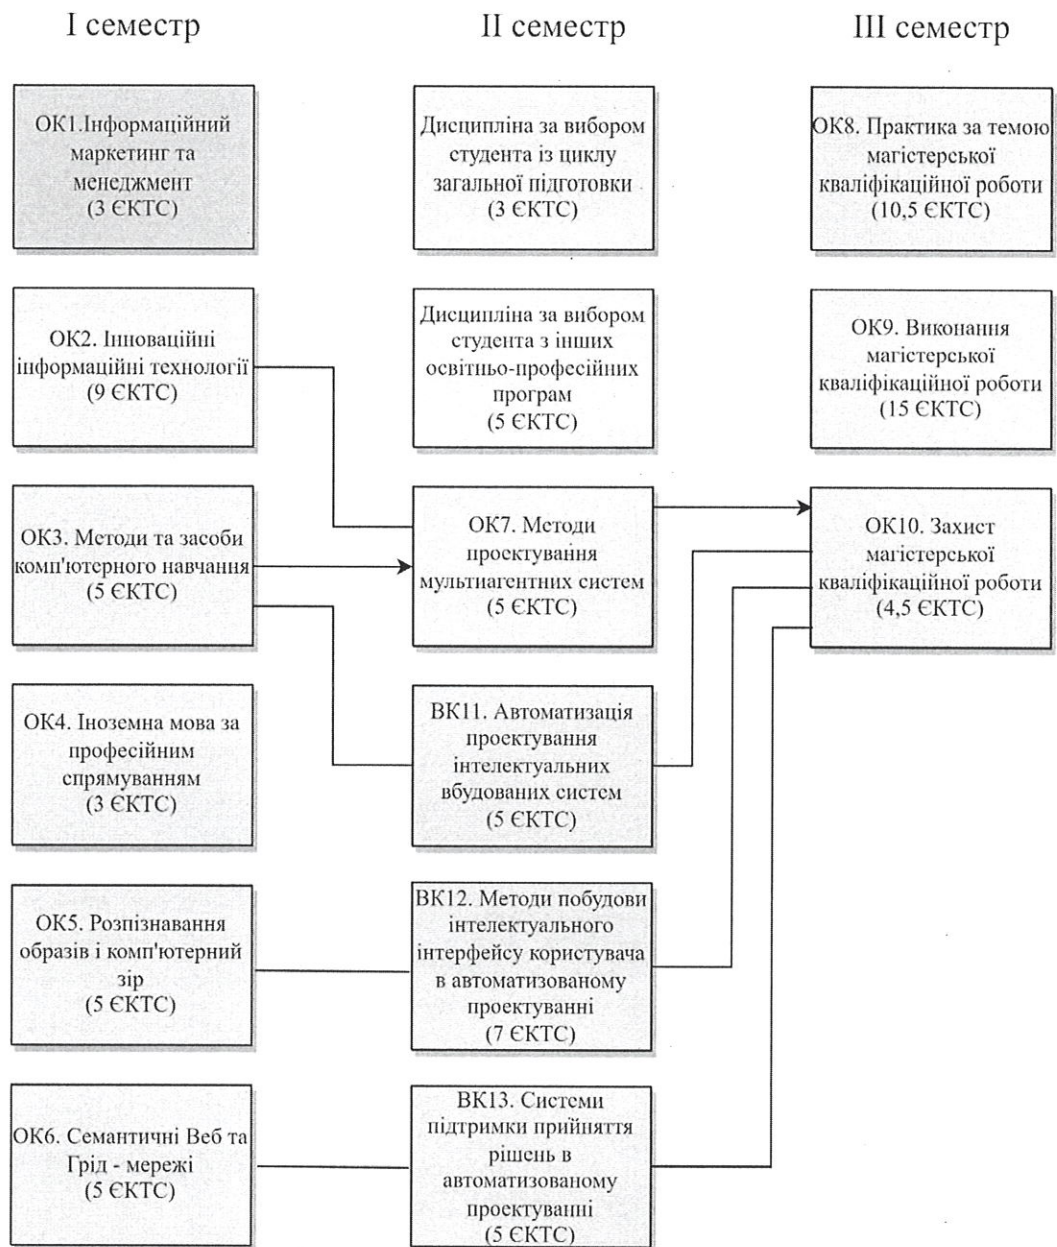 І семестр
ІІ семестр
ІІІ семестр
ОК1.Інформаційний
маркетинг та
менеджмент
(3 ЄКТС)
Дисципліна за вибором
студента із циклу
загальної підготовки
(3 ЄКТС)
ОК8. Практика за темою
магістерської
кваліфікаційної роботи
(10,5 ЄКТС)
ОК2. Інноваційні
інформаційні технології
(9 ЄКТС)
Дисципліна за вибором
студента з інших
освітньо-професійних
програм
(5 ЄКТС)
ОК9. Виконання
магістерської
кваліфікаційної роботи
(15 ЄКТС)
ОК3. Методи та засоби
комп'ютерного навчання
(5 ЄКТС)
ОК7. Методи
проектування
мультиагентних систем
(5 ЄКТС)
ОК10. Захист
магістерської
кваліфікаційної роботи
(4,5 ЄКТС)
ОК4. Іноземна мова за
професійним
спрямуванням
(3 ЄКТС)
ВК11. Автоматизація
проектування
інтелектуальних
вбудованих систем
(5 ЄКТС)
ОК5. Розпізнавання
образів і комп'ютерний
зір
(5 ЄКТС)
ВК12. Методи побудови
інтелектуального
інтерфейсу користувача
в автоматизованому
проектуванні
(7 ЄКТС)
ОК6. Семантичні Веб та
Грід - мережі
(5 ЄКТС)
ВК13. Системи
підтримки прийняття
рішень в
автоматизованому
проектуванні
(5 ЄКТС)